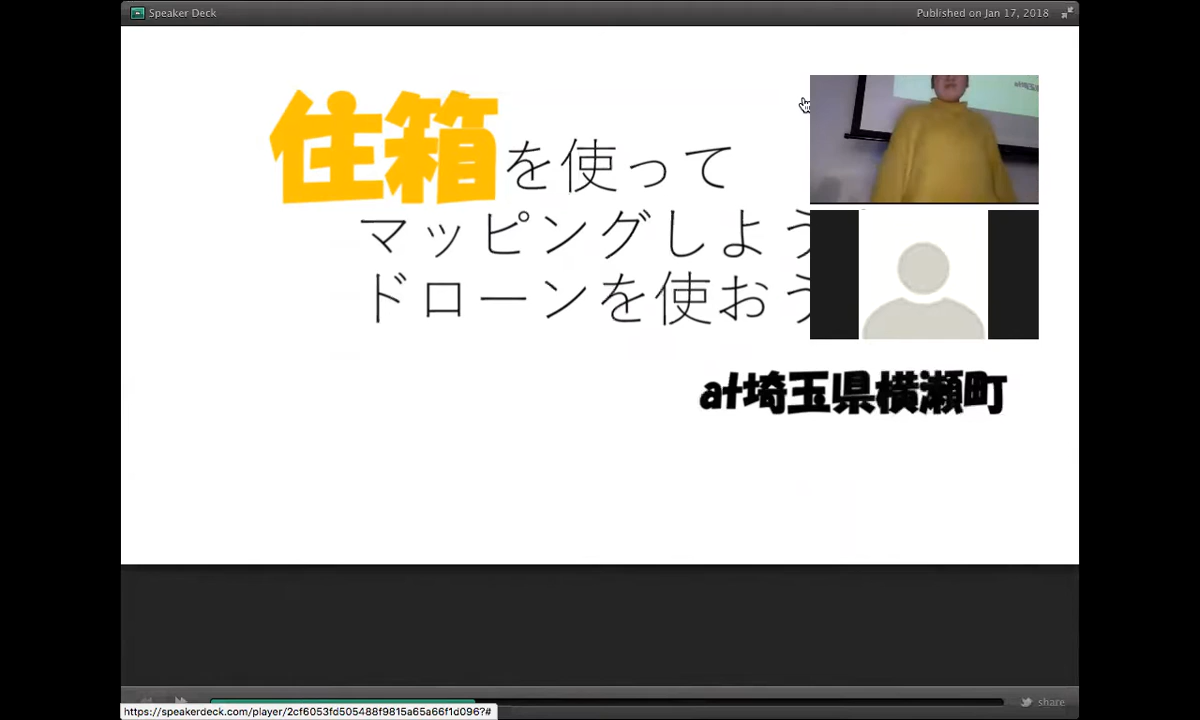 Speaker Deck
Published on Jan 17, 2018
住箱を使って
マッピングしよう
ドローンを使おう
at埼玉県横瀬町
https://speakerdeck.com/player/2cf6053fd505488f9815a65a66f1d096?#
share